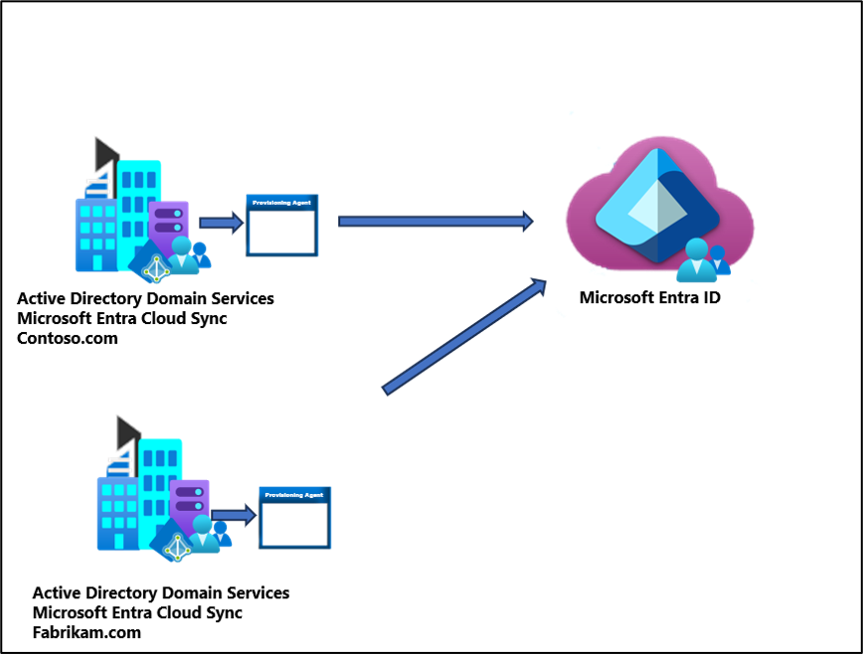 Provisioning Agent
Active Directory Domain Services
Microsoft Entra Cloud Sync
Contoso.com
Microsoft Entra ID
Provisioning Agent
Active Directory Domain Services
Microsoft Entra Cloud Sync
Fabrikam.com